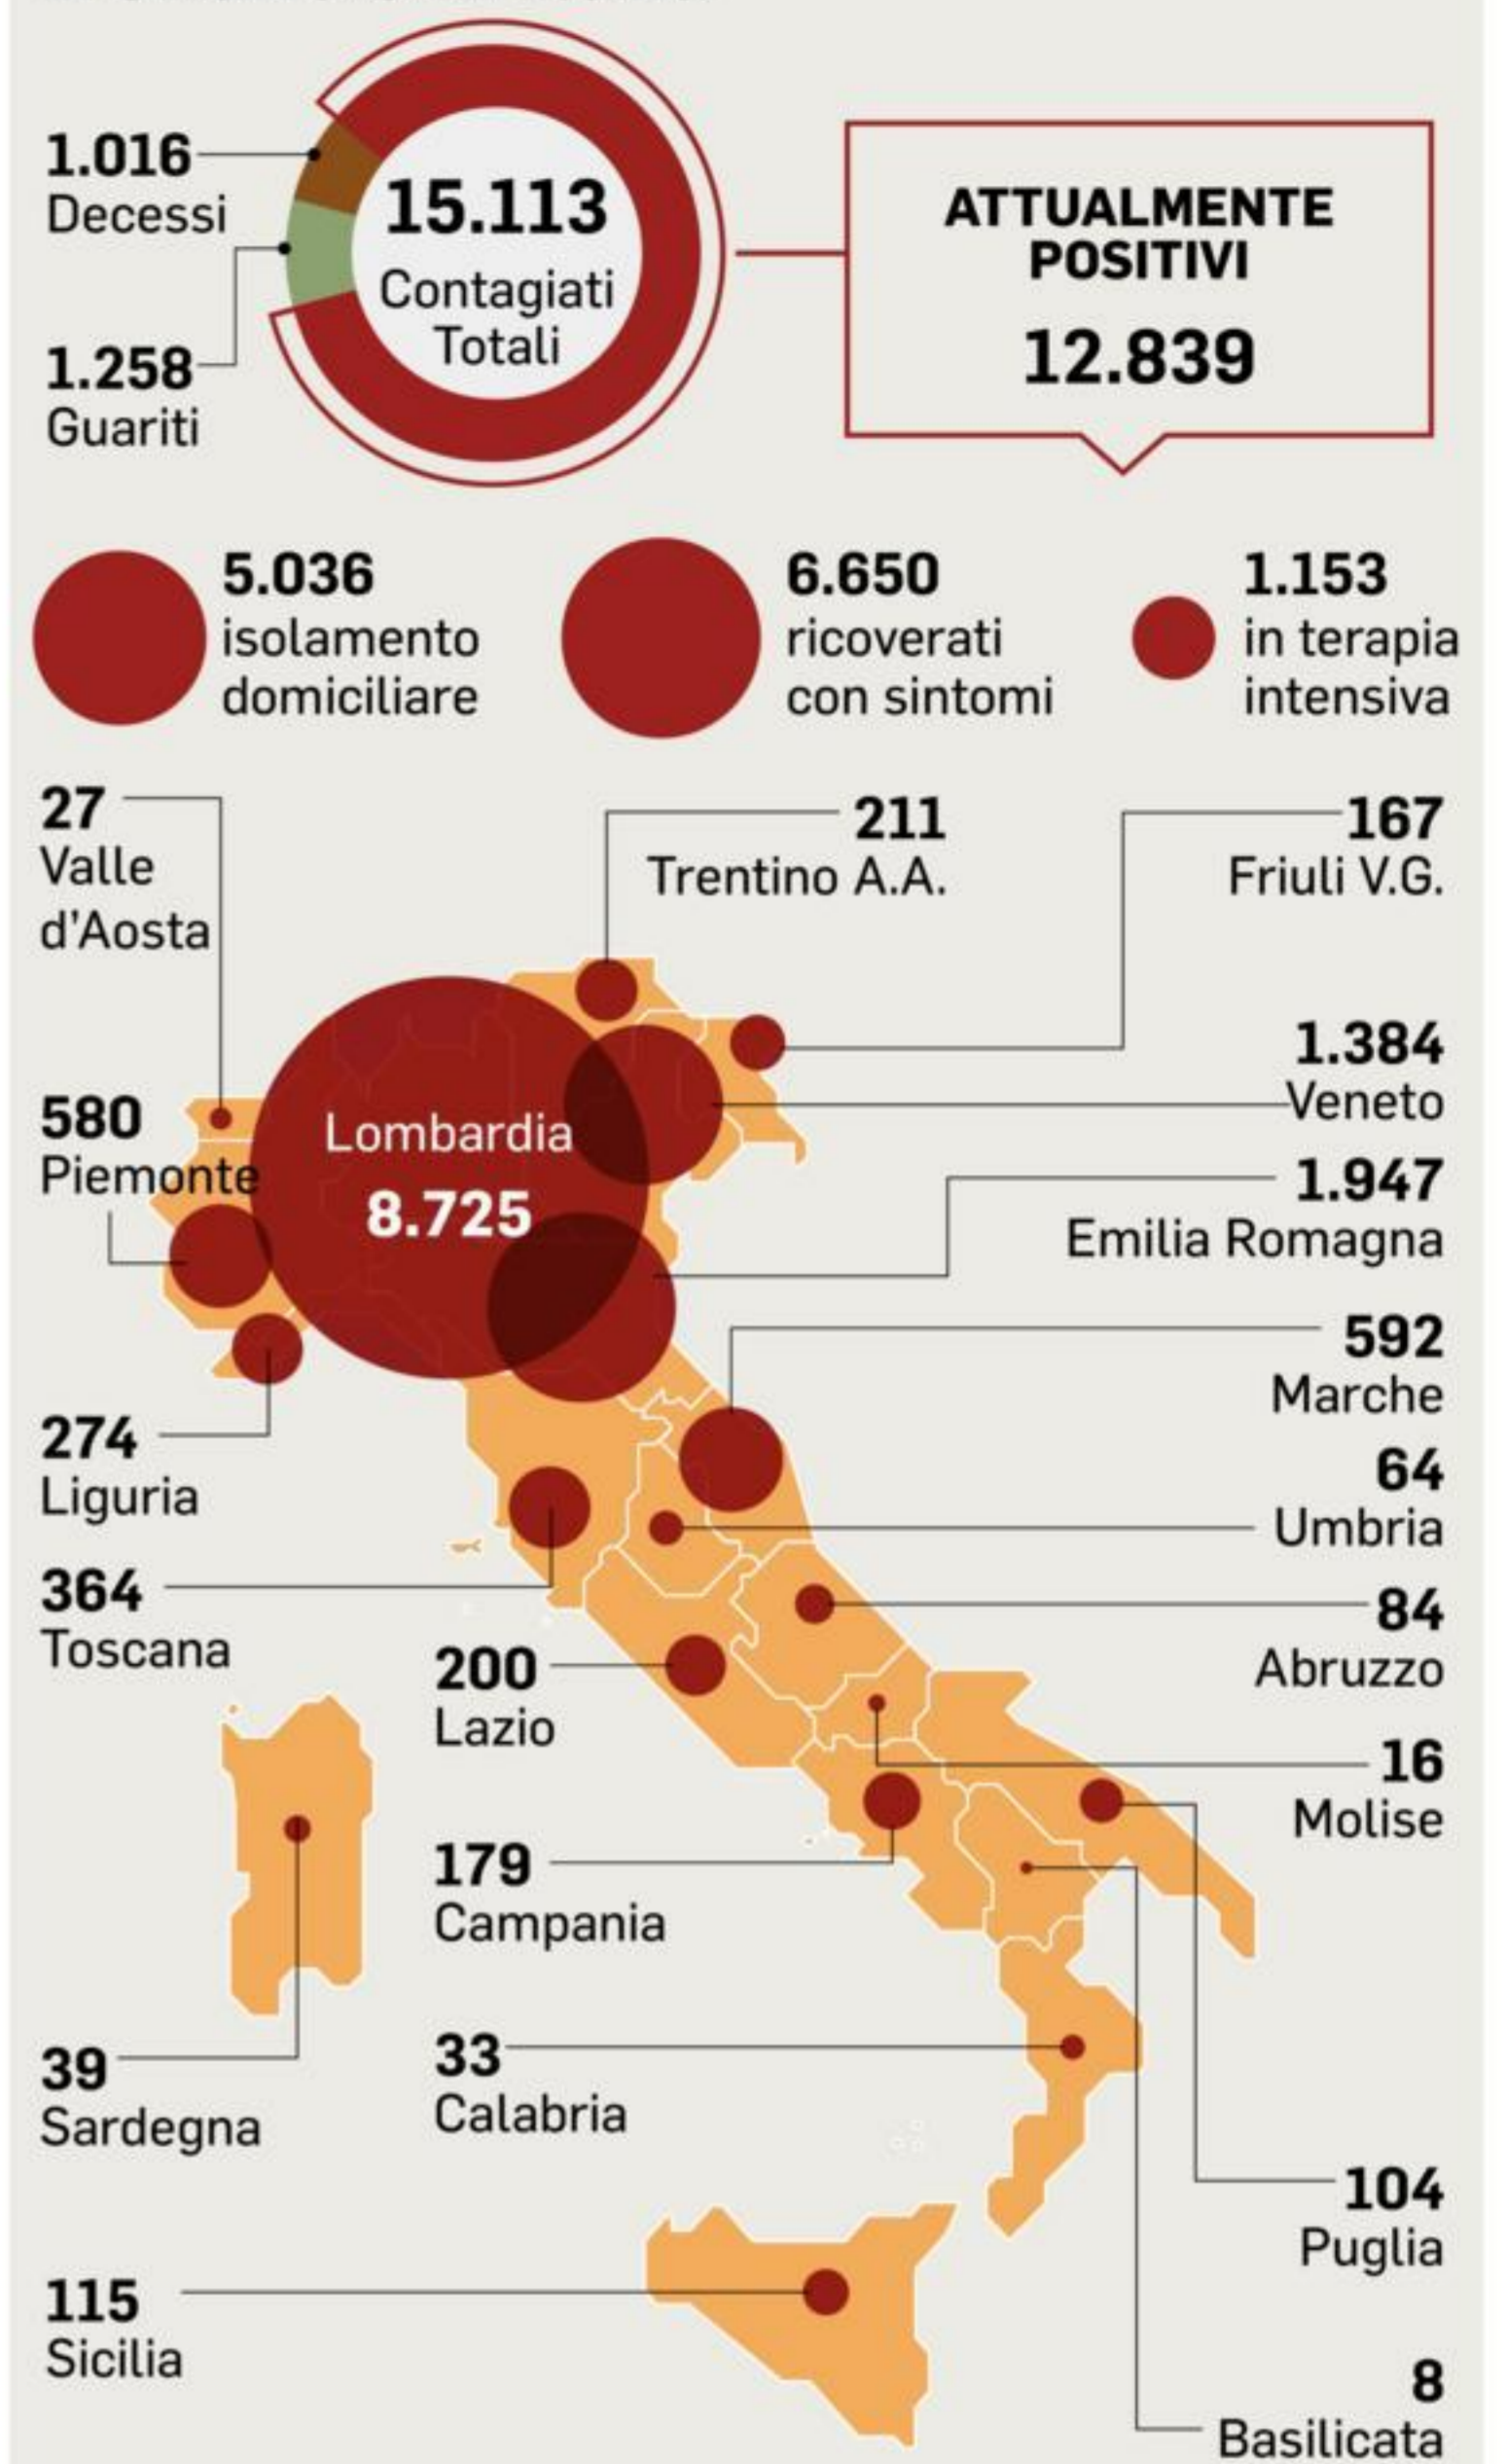 1.016
Decessi
1.258
Guariti
15.113
Contagiati
Totali
ATTUALMENTE
POSITIVI
12.839
5.036
isolamento
domiciliare
6.650
ricoverati
con sintomi
1.153
in terapia
intensiva
27
Valle
d'Aosta
211
Trentino A.A.
167
Friuli V.G.
580
Piemonte
Lombardia
8.725
1.384
Veneto
1.947
Emilia Romagna
592
Marche
274
Liguria
64
Umbria
364
Toscana
84
Abruzzo
200
Lazio
16
Molise
179
Campania
39
Sardegna
33
Calabria
104
Puglia
115
Sicilia
8
Basilicata